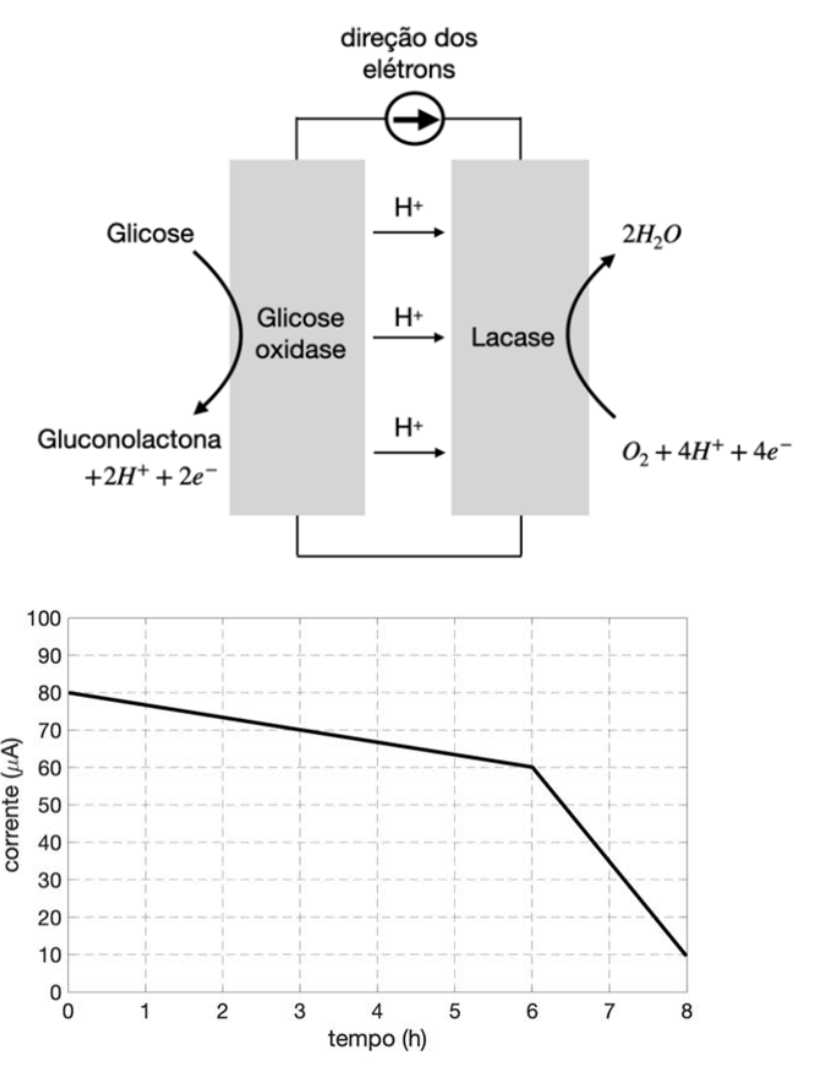 direção dos
elétrons
H+
Glicose
2H₂O
Glicose
oxidase
H+
Lacase
H+
Gluconolactona
+2H⁺ + 2e⁻
O₂ + 4H⁺ + 4e⁻
100
90
80
70
60
50
40
30
20
10
0
corrente (μA)
0 1 2 3 4 5 6 7 8
tempo (h)